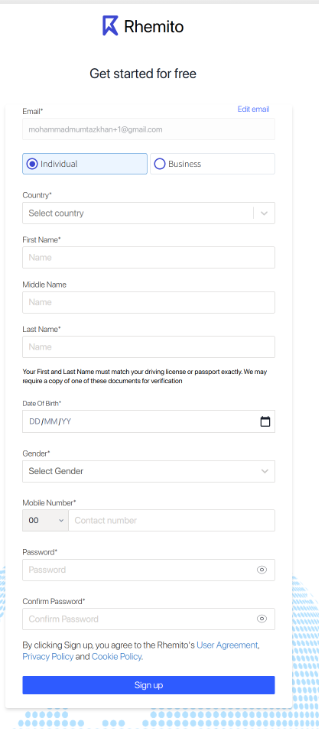 Rhemito
Get started for free
Email*
Edit email
mohammadmumtazkhan+1@gmail.com
Individual
Business
Country*
Select country
First Name*
Name
Middle Name
Name
Last Name*
Name
Your First and Last Name must match your driving license or passport exactly. We may
require a copy of one of these documents for verification
Date Of Birth*
DD/MM/YY
Gender*
Select Gender
Mobile Number*
00
Contact number
Password*
Password
Confirm Password*
Confirm Password
By clicking Sign up, you agree to the Rhemito's User Agreement,
Privacy Policy and Cookie Policy.
Sign up